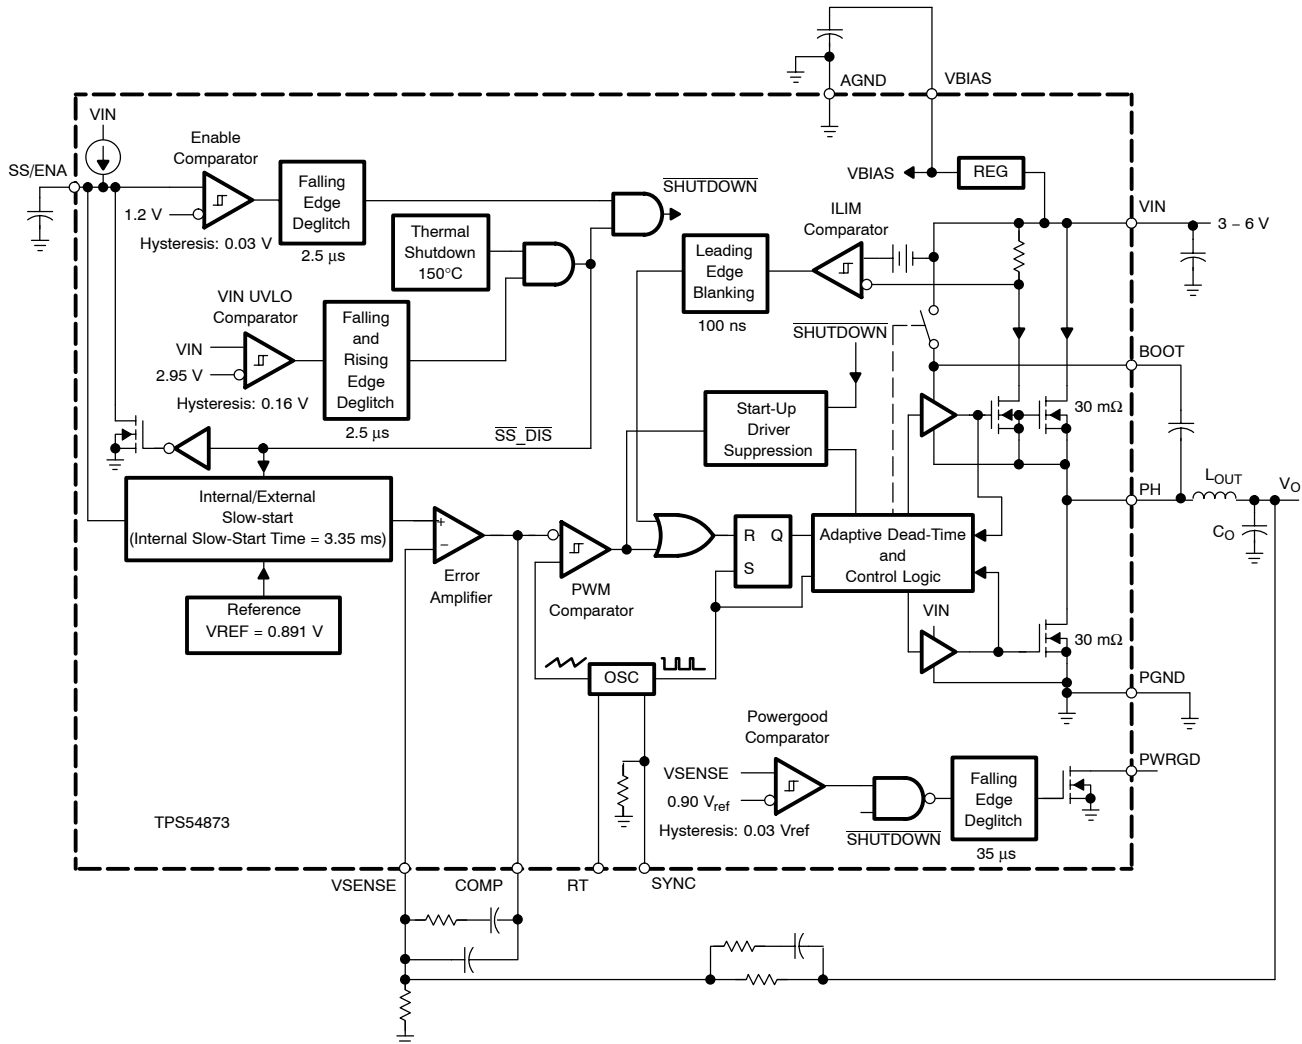 AGND
VBIAS
VIN
Enable
Comparator
SS/ENA
1.2 V
Hysteresis: 0.03 V
Falling
Edge
Deglitch
2.5 μs
SHUTDOWN
VBIAS
REG
VIN
3 – 6 V
ILIM
Comparator
Thermal
Shutdown
150°C
Leading
Edge
Blanking
100 ns
VIN UVLO
Comparator
VIN
2.95 V
Hysteresis: 0.16 V
Falling
and
Rising
Edge
Deglitch
2.5 μs
SHUTDOWN
BOOT
30 mΩ
Start-Up
Driver
Suppression
SS_DIS
PH
LOUT
VO
CO
Internal/External
Slow-start
(Internal Slow-Start Time = 3.35 ms)
+
−
Error
Amplifier
PWM
Comparator
R
Q
S
Adaptive Dead-Time
and
Control Logic
Reference
VREF = 0.891 V
VIN
30 mΩ
OSC
PGND
Powergood
Comparator
VSENSE
0.90 Vref
Hysteresis: 0.03 Vref
SHUTDOWN
Falling
Edge
Deglitch
35 μs
PWRGD
TPS54873
VSENSE
COMP
RT
SYNC